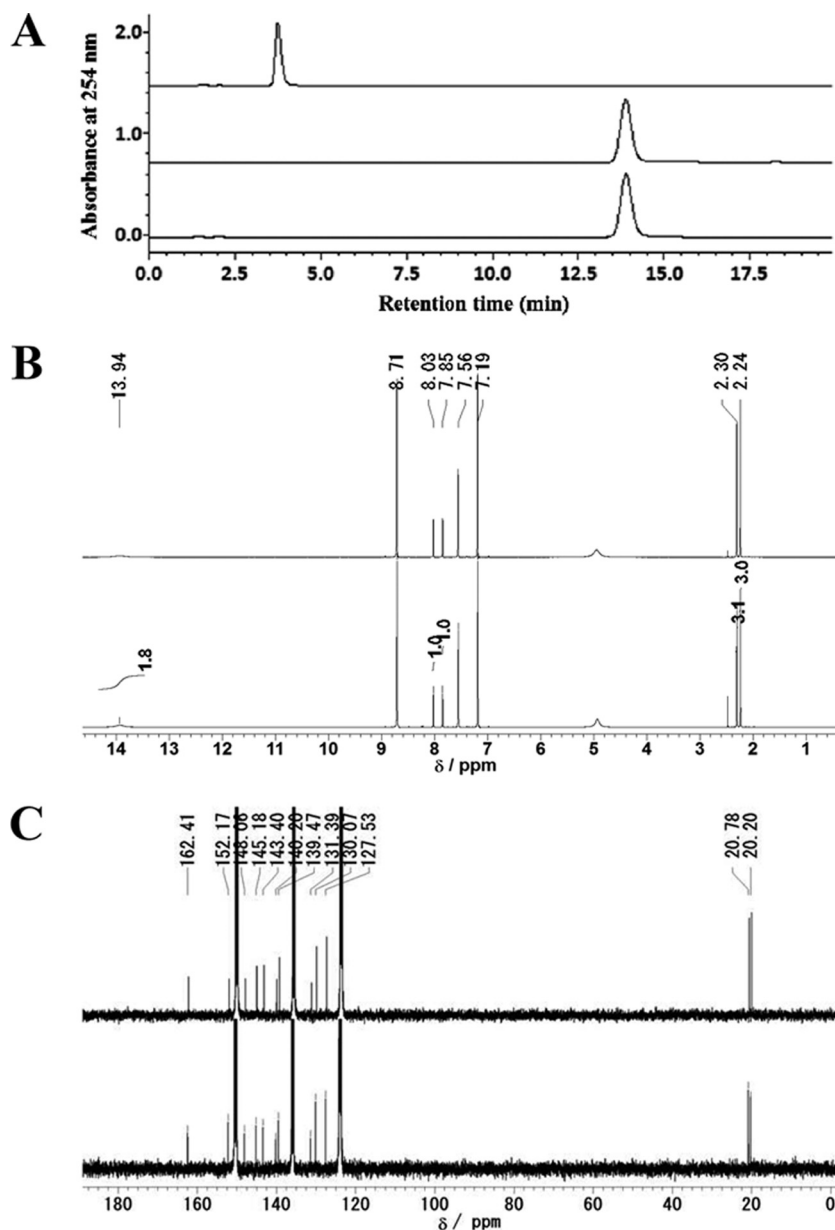 A
Absorbance at 254 nm
2.0
1.0
0.0
0.0 2.5 5.0 7.5 10.0 12.5 15.0 17.5
Retention time (min)
B
13.94 8.71 8.03 7.85 7.56 7.19 2.30 2.24
1.8 1.0 1.0 3.1 3.0
14 13 12 11 10 9 8 7 6 5 4 3 2 1
δ / ppm
C
162.41 152.17 148.06 145.18 143.40 140.20 139.47 131.39 130.07 127.53 20.78 20.20
180 160 140 120 100 80 60 40 20 0
δ / ppm